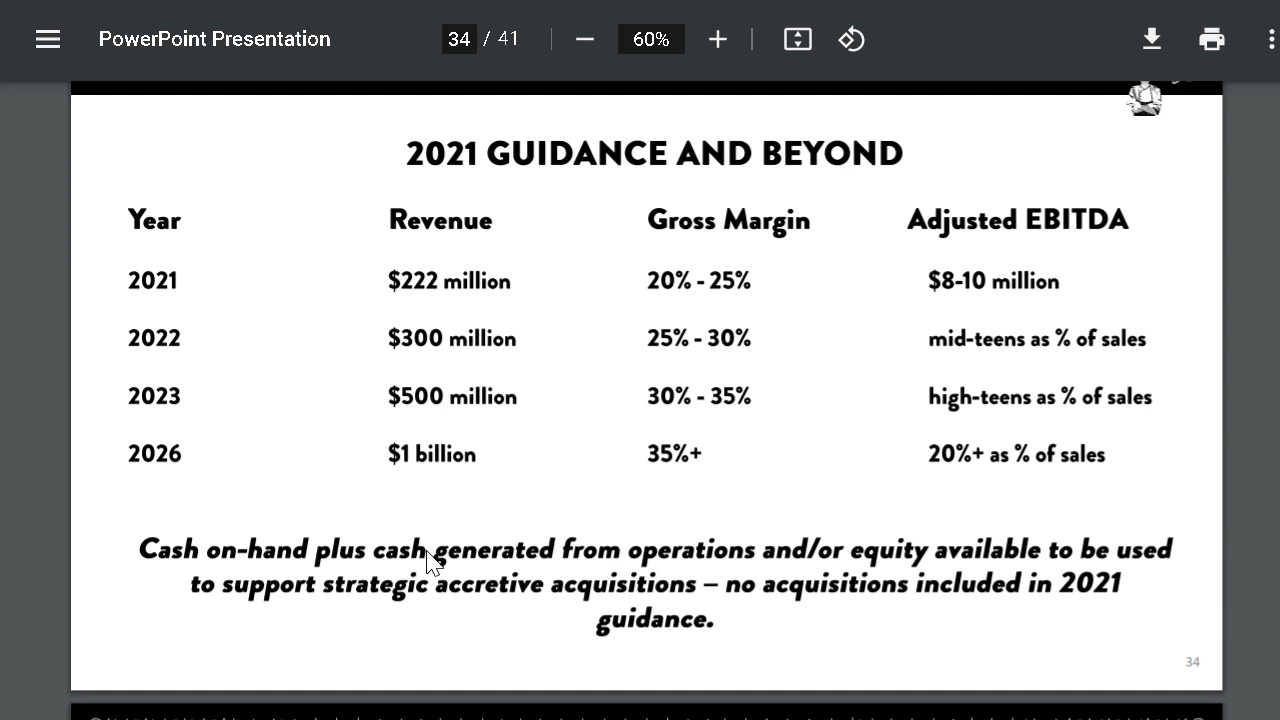 PowerPoint Presentation 34 / 41 60%
2021 GUIDANCE AND BEYOND
Year Revenue Gross Margin Adjusted EBITDA
2021 $222 million 20% - 25% $8-10 million
2022 $300 million 25% - 30% mid-teens as % of sales
2023 $500 million 30% - 35% high-teens as % of sales
2026 $1 billion 35%+ 20%+ as % of sales
Cash on-hand plus cash generated from operations and/or equity available to be used
to support strategic accretive acquisitions – no acquisitions included in 2021
guidance.
34